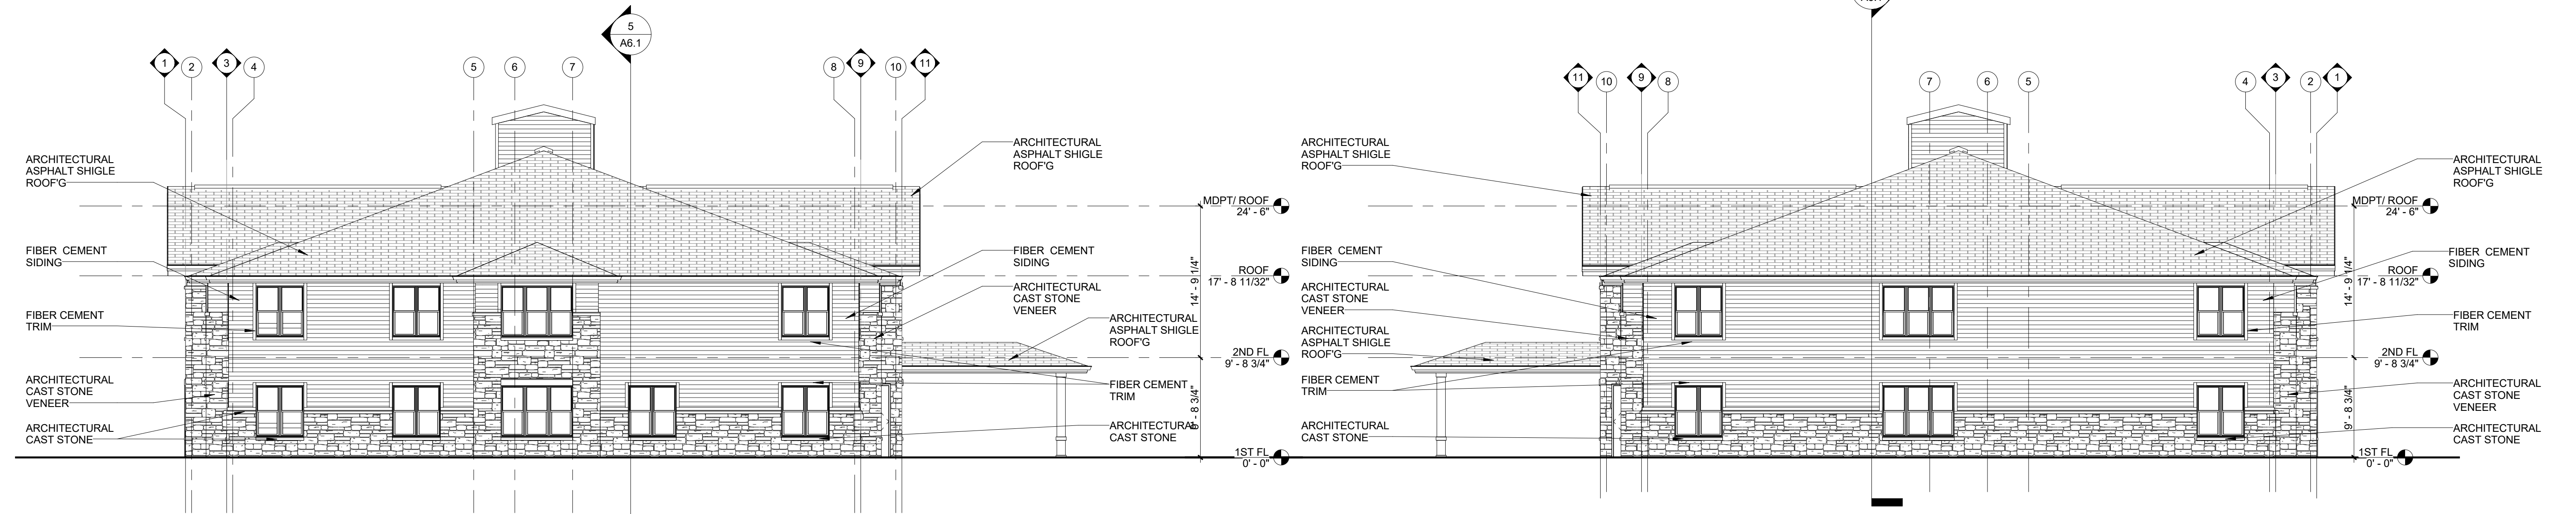 5
A6.1
1
2
3
4
5
6
7
8
9
10
11
ARCHITECTURAL
ASPHALT SHIGLE
ROOF'G
FIBER CEMENT
SIDING
FIBER CEMENT
TRIM
ARCHITECTURAL
CAST STONE
VENEER
ARCHITECTURAL
CAST STONE
ARCHITECTURAL
ASPHALT SHIGLE
ROOF'G
FIBER CEMENT
SIDING
ARCHITECTURAL
CAST STONE
VENEER
ARCHITECTURAL
ASPHALT SHIGLE
ROOF'G
FIBER CEMENT
TRIM
ARCHITECTURAL
CAST STONE
MDPT/ ROOF
24' - 6"
ROOF
17' - 8 11/32"
2ND FL
9' - 8 3/4"
1ST FL
0' - 0"
14' - 9 1/4"
9' - 8 3/4"
11
10
9
8
7
6
5
4
3
2
1
ARCHITECTURAL
ASPHALT SHIGLE
ROOF'G
FIBER CEMENT
SIDING
ARCHITECTURAL
CAST STONE
VENEER
ARCHITECTURAL
ASPHALT SHIGLE
ROOF'G
FIBER CEMENT
TRIM
ARCHITECTURAL
CAST STONE
ARCHITECTURAL
ASPHALT SHIGLE
ROOF'G
FIBER CEMENT
SIDING
FIBER CEMENT
TRIM
ARCHITECTURAL
CAST STONE
VENEER
ARCHITECTURAL
CAST STONE
MDPT/ ROOF
24' - 6"
ROOF
17' - 8 11/32"
2ND FL
9' - 8 3/4"
1ST FL
0' - 0"
14' - 9 1/4"
9' - 8 3/4"